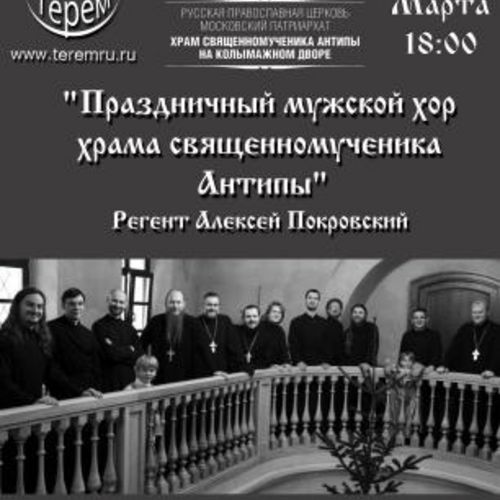 Терем
www.teremru.ru
РУССКАЯ ПРАВОСЛАВНАЯ ЦЕРКОВЬ
МОСКОВСКИЙ ПАТРИАРХАТ
ХРАМ СВЯЩЕННОМУЧЕНИКА АНТИПЫ
НА КОЛЫМАЖНОМ ДВОРЕ
Марта
18:00
"Праздничный мужской хор
храма священномученика
Антипы"
Регент Алексей Покровский